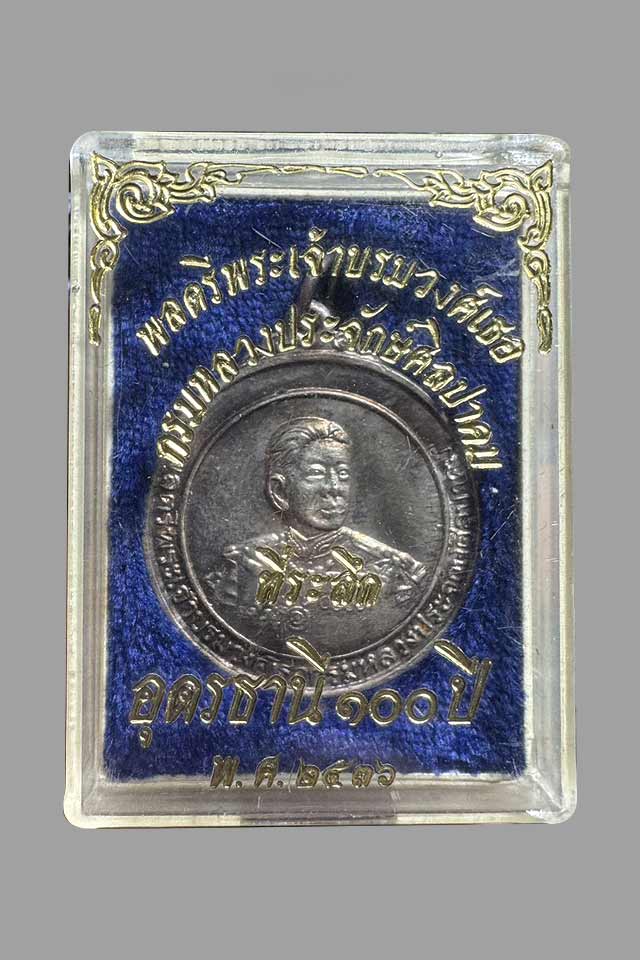 พลตรีพระเจ้าบรมวงศ์เธอ
กรมหลวงประจักษ์ศิลปาคม
ที่ระลึก
อุดรธานี ๑๐๐ ปี
พ.ศ. ๒๕๓๖